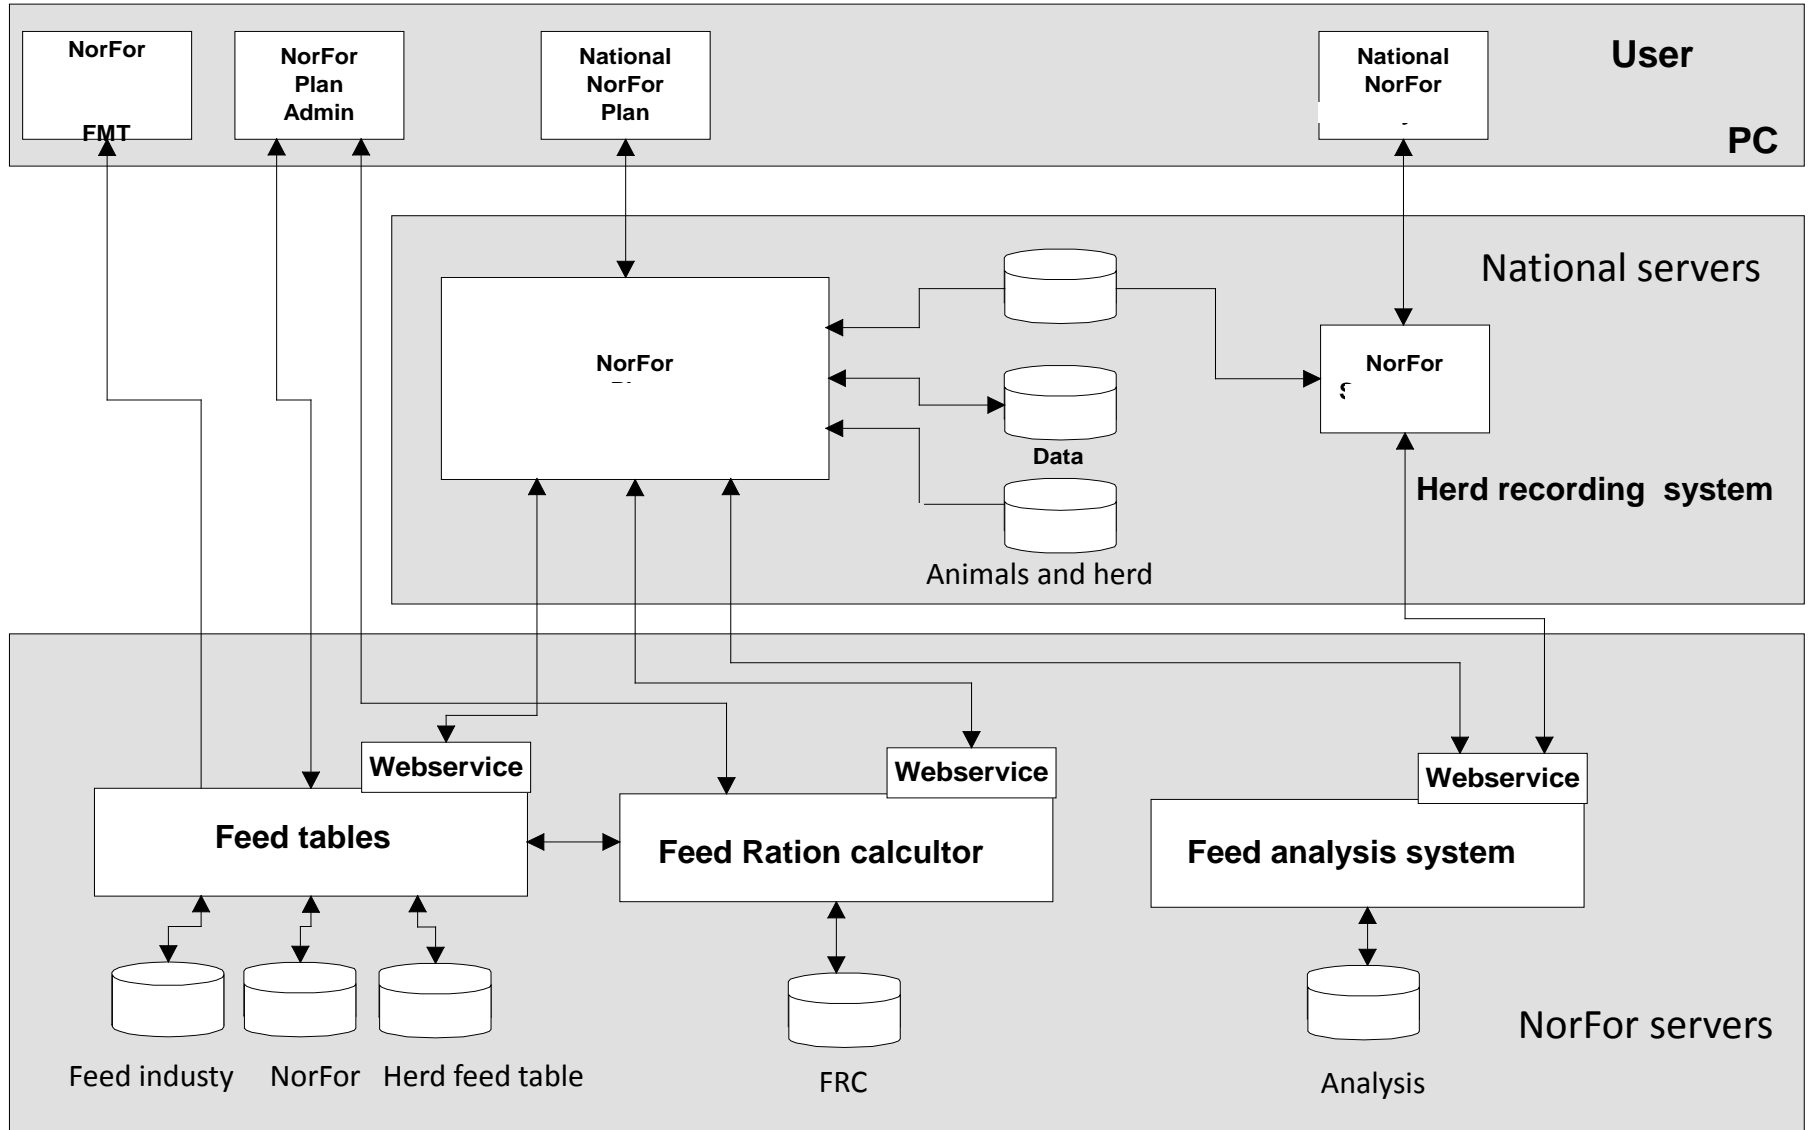 NorFor
FMT
NorFor
Plan
Admin
National
NorFor
Plan
National
NorFor
User
PC
National servers
NorFor
NorFor
Data
Herd recording system
Animals and herd
Webservice
Webservice
Webservice
Feed tables
Feed Ration calcultor
Feed analysis system
NorFor servers
Feed industy
NorFor
Herd feed table
FRC
Analysis